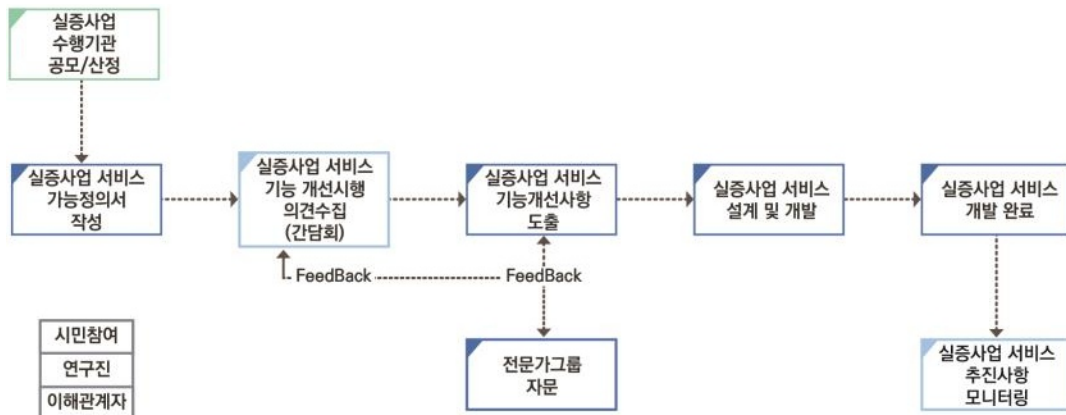 실증사업
수행기관
공모/산정
실증사업 서비스
가능정의서
작성
실증사업 서비스
기능 개선시행
의견수집
(간담회)
실증사업 서비스
기능개선사항
도출
실증사업 서비스
설계 및 개발
실증사업 서비스
개발 완료
FeedBack
FeedBack
시민참여
연구진
이해관계자
전문가그룹
자문
실증사업 서비스
추진사항
모니터링